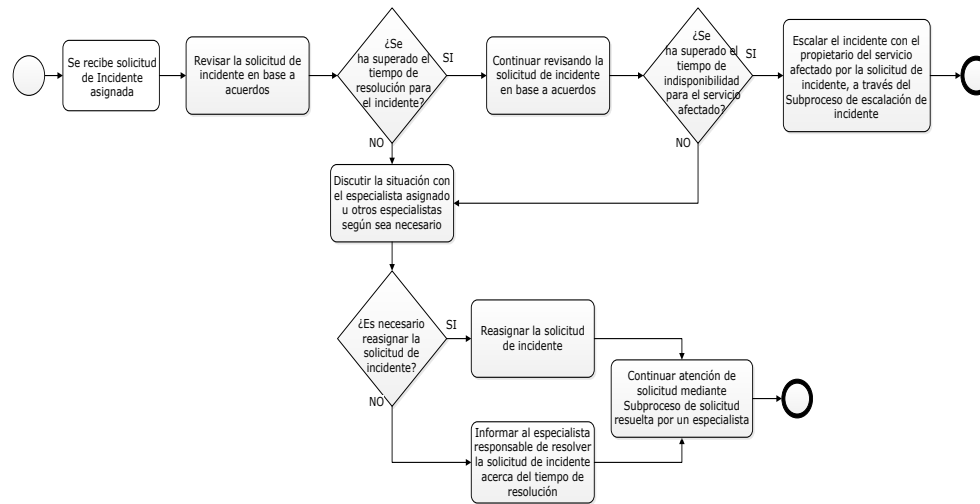 Se recibe solicitud
de Incidente
asignada
Revisar la solicitud de
incidente en base a
acuerdos
¿Se
ha superado el
tiempo de
resolución para
el incidente?
SI
NO
Continuar revisando la
solicitud de incidente
en base a acuerdos
¿Se
ha superado el
tiempo de
indisponibilidad
para el servicio
afectado?
SI
NO
Escalar el incidente con el
propietario del servicio
afectado por la solicitud de
incidente, a través del
Subproceso de escalación de
incidente
Discutir la situación con
el especialista asignado
u otros especialistas
según sea necesario
¿Es necesario
reasignar la
solicitud de
incidente?
SI
NO
Reasignar la solicitud
de incidente
Continuar atención de
solicitud mediante
Subproceso de solicitud
resuelta por un especialista
Informar al especialista
responsable de resolver
la solicitud de incidente
acerca del tiempo de
resolución